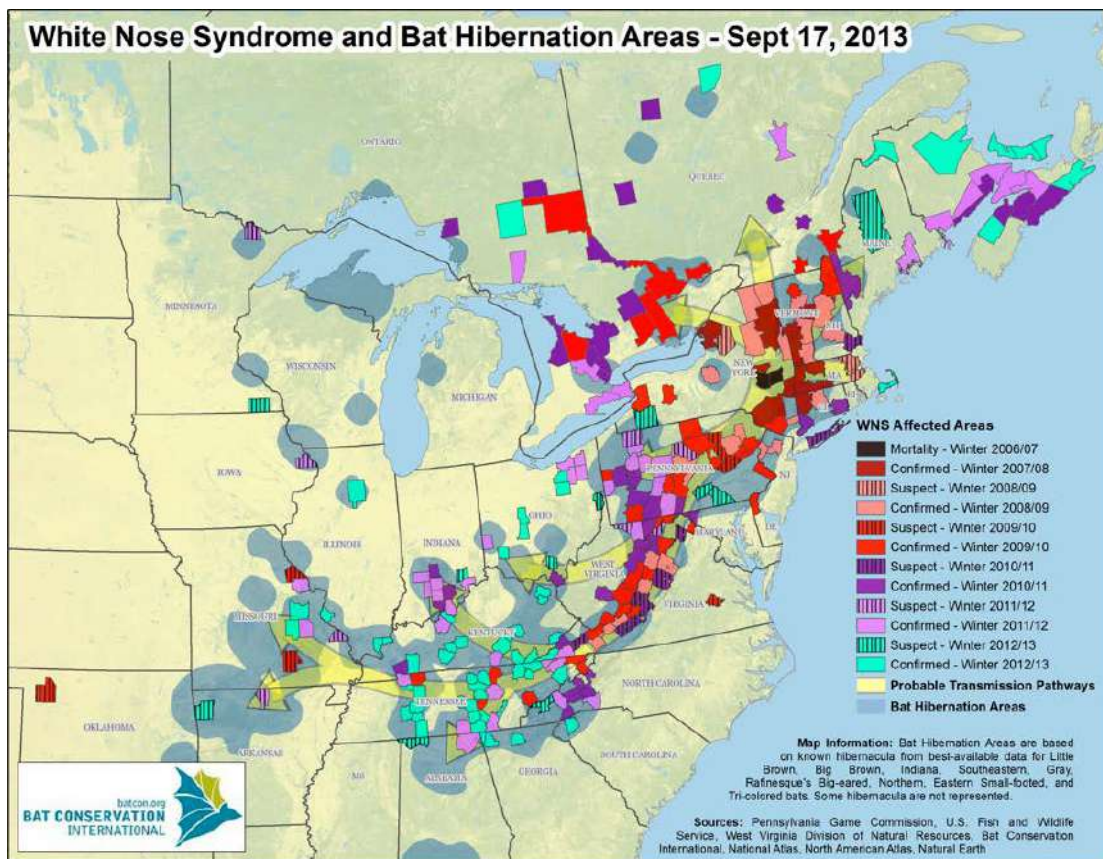 White Nose Syndrome and Bat Hibernation Areas - Sept 17, 2013
ONTARIO
QUEBEC
MAINE
MINNESOTA
VERMONT
NH
WISCONSIN
MICHIGAN
NEW
YORK
MA
RI
IOWA
PENNSYLVANIA
NJ
OHIO
ILLINOIS
INDIANA
MARYLAND
DE
WEST
VIRGINIA
VIRGINIA
MISSOURI
KENTUCKY
NORTH CAROLINA
TENNESSEE
OKLAHOMA
ARKANSAS
SOUTH CAROLINA
MS
ALABAMA
GEORGIA
WNS Affected Areas
Mortality - Winter 2006/07
Confirmed - Winter 2007/08
Suspect - Winter 2008/09
Confirmed - Winter 2008/09
Suspect - Winter 2009/10
Confirmed - Winter 2009/10
Suspect - Winter 2010/11
Confirmed - Winter 2010/11
Suspect - Winter 2011/12
Confirmed - Winter 2011/12
Suspect - Winter 2012/13
Confirmed - Winter 2012/13
Probable Transmission Pathways
Bat Hibernation Areas
Map Information: Bat Hibernation Areas are based
on known hibernacula from best-available data for Little
Brown, Big Brown, Indiana, Southeastern, Gray,
Rafinesque's Big-eared, Northern, Eastern Small-footed, and
Tri-colored bats. Some hibernacula are not represented.
Sources: Pennsylvania Game Commission, U.S. Fish and Wildlife
Service, West Virginia Division of Natural Resources, Bat Conservation
International, National Atlas, North American Atlas, Natural Earth
batcon.org
BAT CONSERVATION
INTERNATIONAL